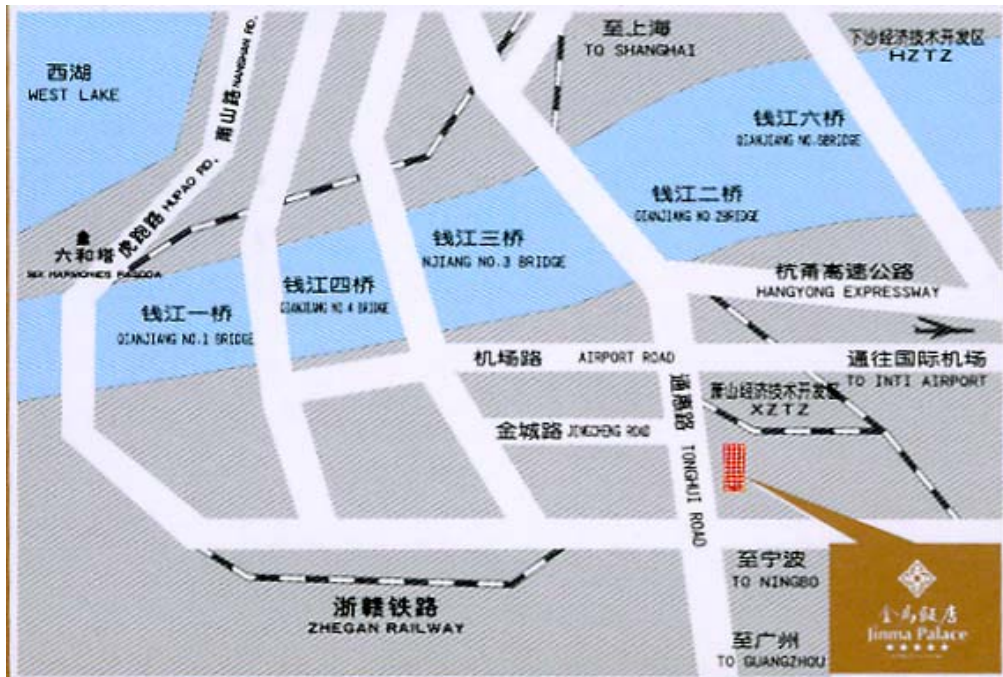 至上海
TO SHANGHAI
下沙经济技术开发区
HZTZ
西湖
WEST LAKE
南山路 NANSHAN RD.
虎跑路 HUPAO RD.
六和塔
SIX HARMONIES PAGODA
钱江六桥
QIANJIANG NO.6BRIDGE
钱江二桥
QIANJIANG NO 2BRIDGE
钱江三桥
NJIANG NO.3 BRIDGE
钱江四桥
QIANJIANG NO.4 BRIDGE
钱江一桥
QIANJIANG NO.1 BRIDGE
杭甬高速公路
HANGYONG EXPRESSWAY
机场路 AIRPORT ROAD
通往国际机场
TO INTI AIRPORT
萧山经济技术开发区
XZTZ
金城路 JINGCHENG ROAD
通惠路 TONGHUI ROAD
至宁波
TO NINGBO
浙赣铁路
ZHEGAN RAILWAY
至广州
TO GUANGZHOU
金马饭店
Jinma Palace